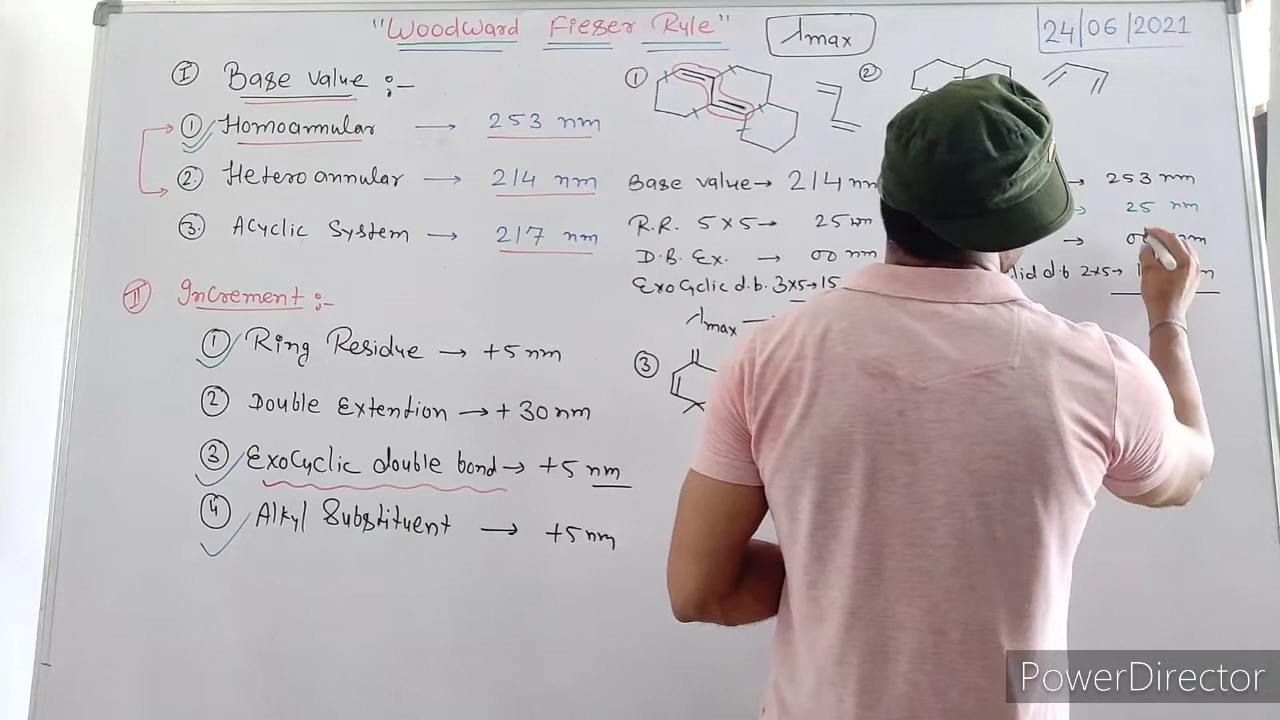 "Woodward Fieser Rule"
λmax
24/06/2021
I Base value :-
① Homoannular → 253 nm
② Heteroannular → 214 nm
③ Acyclic System → 217 nm
II Increment :-
① Ring Residue → +5 nm
② Double Extention → + 30 nm
③ ExoCyclic double bond → +5 nm
④ Alkyl Substituent → +5 nm
①
Base value → 214 nm
R.R. 5×5 → 25 nm
D.B. Ex. → 00 nm
ExoCyclic d.b. 3×5→15
λmax
②
→ 253 nm
→ 25 nm
→ nm
d.b 2×5→
③
PowerDirector